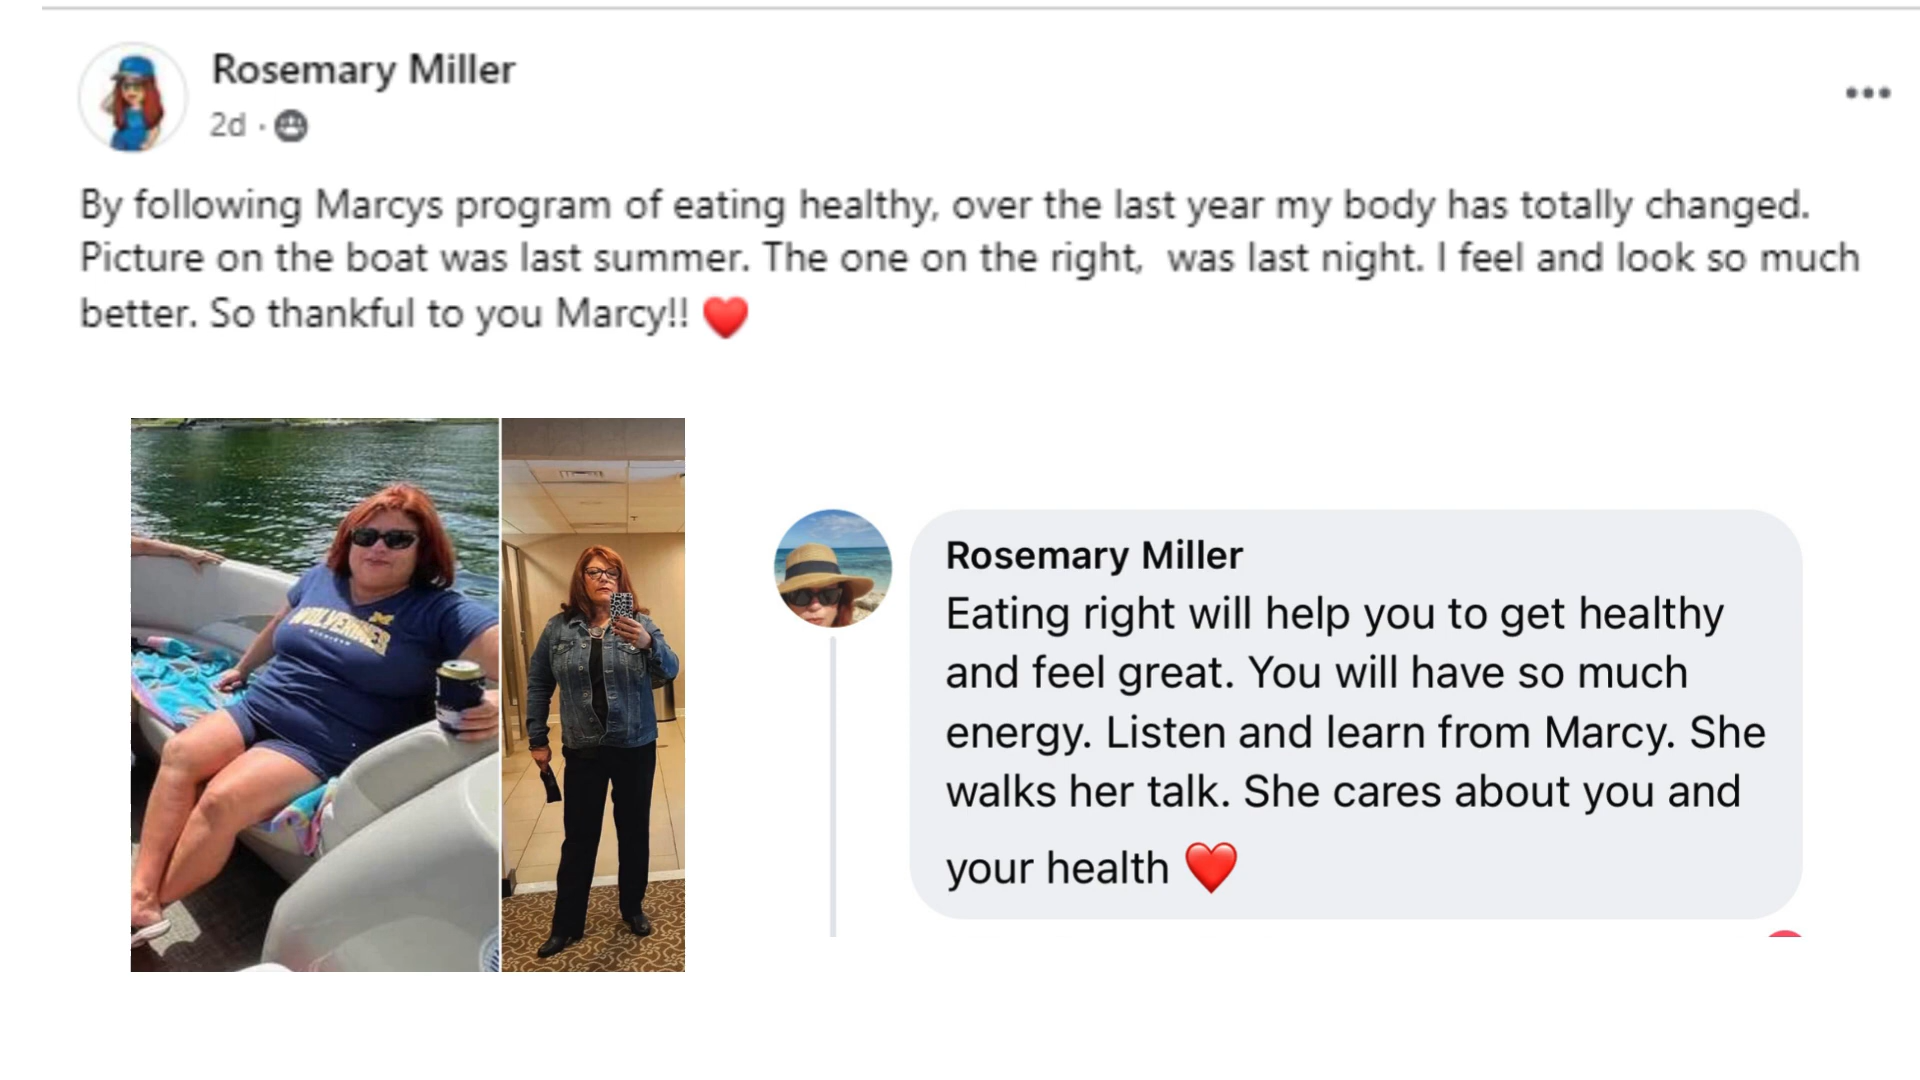 Rosemary Miller
2d ·
By following Marcys program of eating healthy, over the last year my body has totally changed.
Picture on the boat was last summer. The one on the right,  was last night. I feel and look so much
better. So thankful to you Marcy!! ❤️
WOLVERINES
Rosemary Miller
Eating right will help you to get healthy
and feel great. You will have so much
energy. Listen and learn from Marcy. She
walks her talk. She cares about you and
your health ❤️